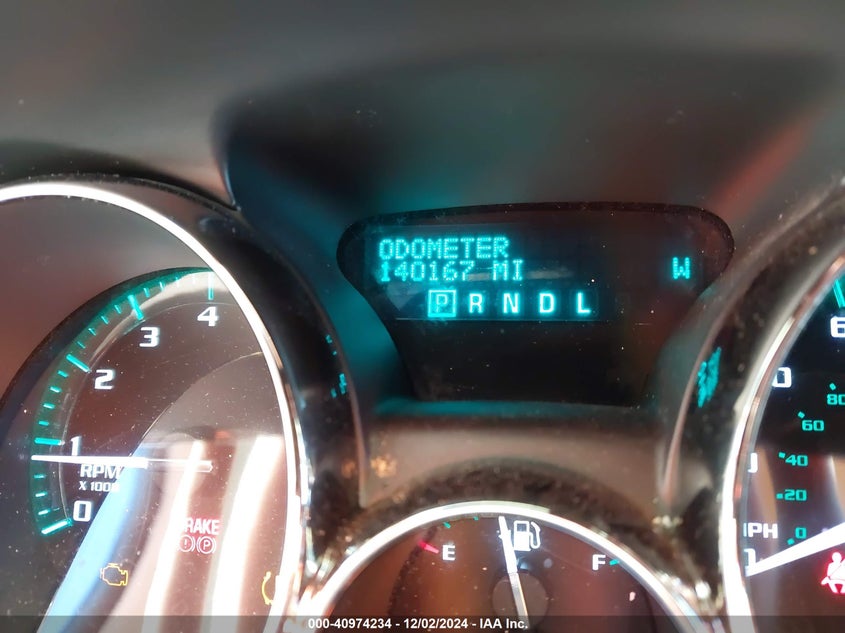 ODOMETER
140167 MI
W
P R N D L
4
3
2
1
RPM
X 1000
0
BRAKE
P
E
F
6
80
60
40
20
0
MPH
000-40974234 - 12/02/2024 - IAA Inc.